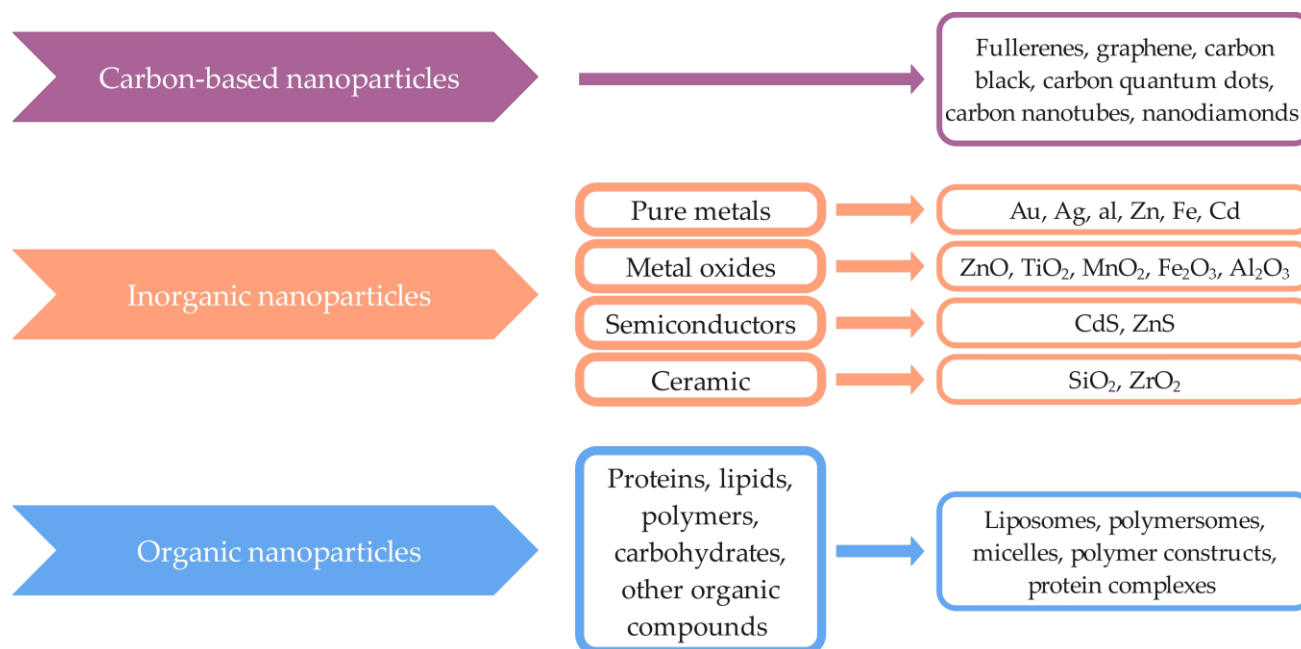 Carbon-based nanoparticles
Fullerenes, graphene, carbon
black, carbon quantum dots,
carbon nanotubes, nanodiamonds
Inorganic nanoparticles
Pure metals
Au, Ag, al, Zn, Fe, Cd
Metal oxides
ZnO, TiO₂, MnO₂, Fe₂O₃, Al₂O₃
Semiconductors
CdS, ZnS
Ceramic
SiO₂, ZrO₂
Organic nanoparticles
Proteins, lipids,
polymers,
carbohydrates,
other organic
compounds
Liposomes, polymersomes,
micelles, polymer constructs,
protein complexes